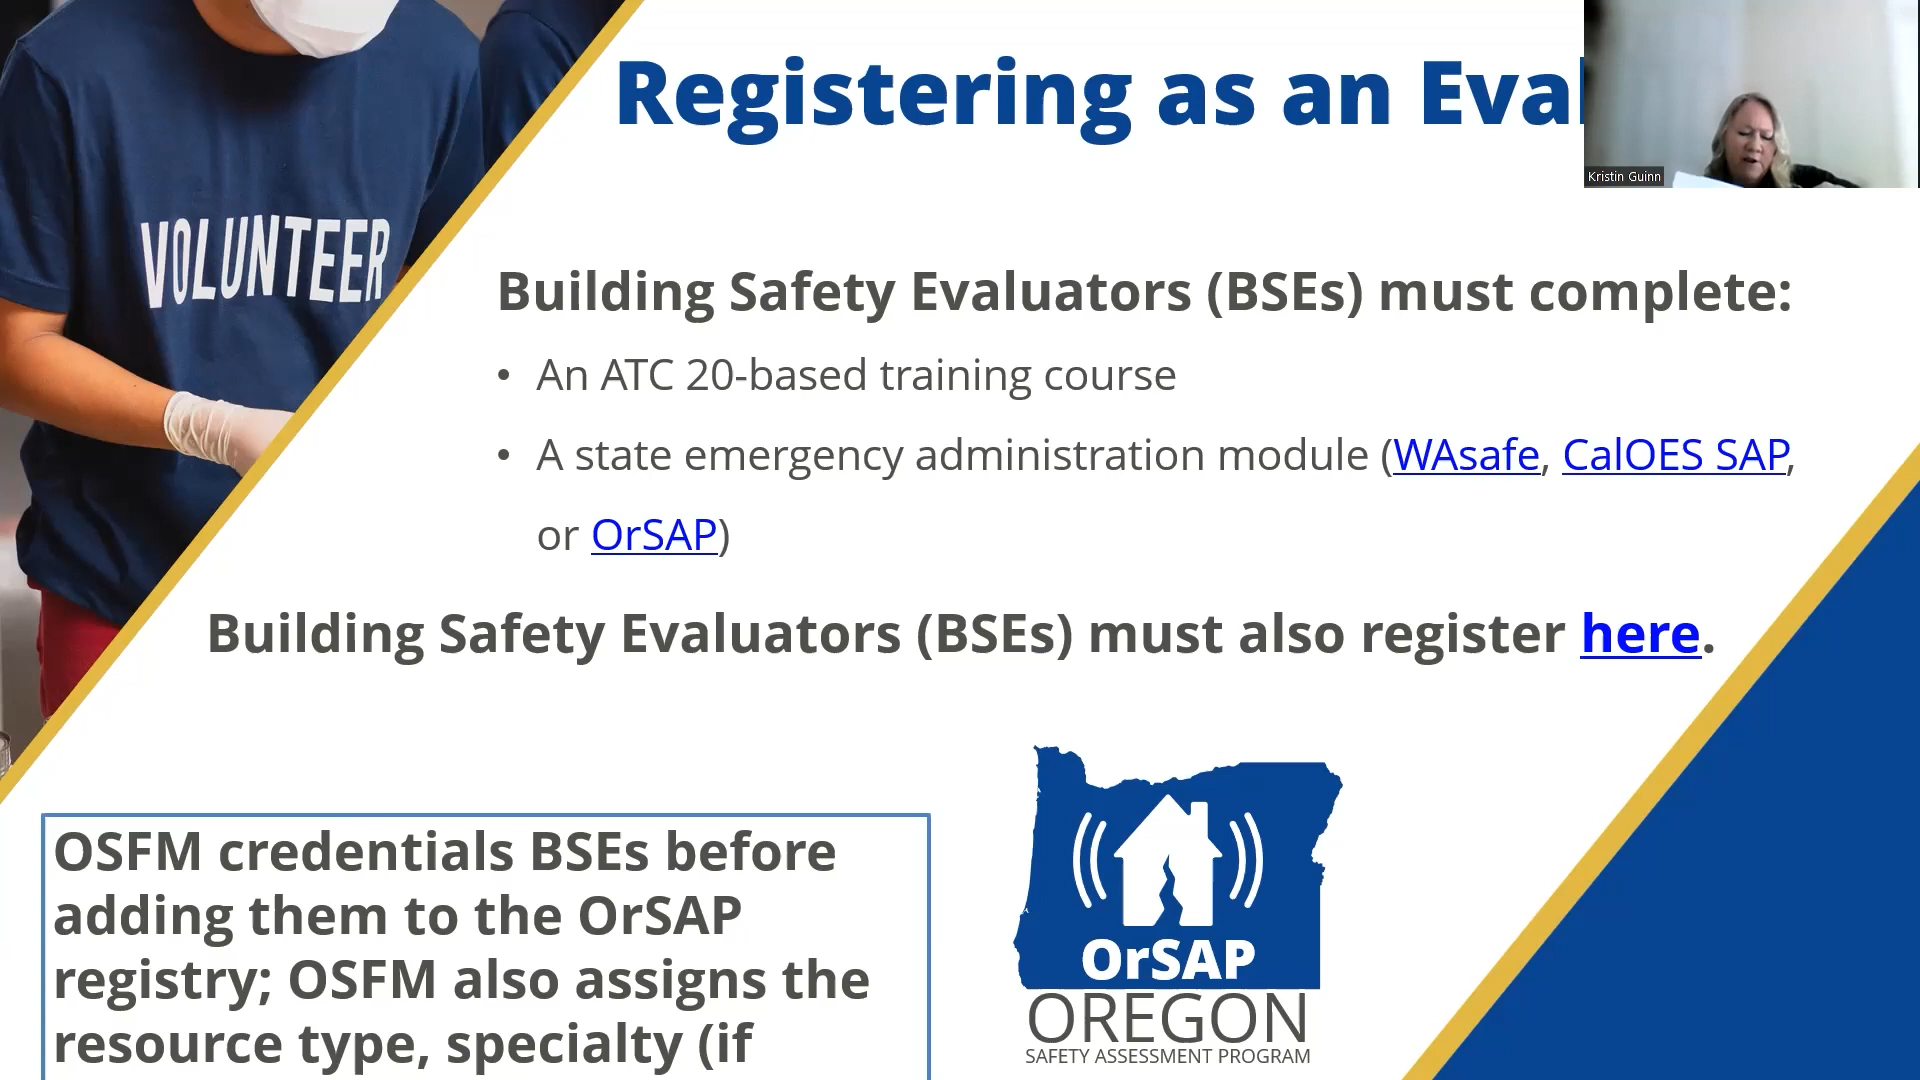 Registering as an Eval
Kristin Guinn
VOLUNTEER
Building Safety Evaluators (BSEs) must complete:
• An ATC 20-based training course
• A state emergency administration module (WAsafe, CalOES SAP,
or OrSAP)
Building Safety Evaluators (BSEs) must also register here.
OSFM credentials BSEs before
adding them to the OrSAP
registry; OSFM also assigns the
resource type, specialty (if
OrSAP
OREGON
SAFETY ASSESSMENT PROGRAM